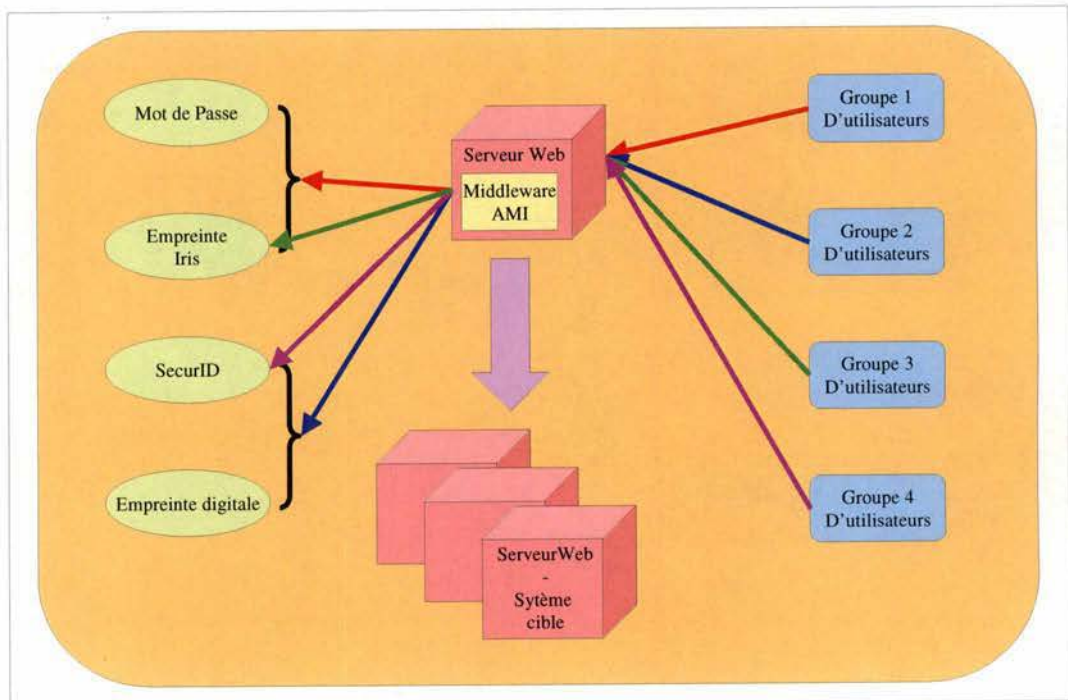 Mot de Passe
Empreinte
Iris
SecurID
Empreinte digitale
Serveur Web
Middleware
AMI
ServeurWeb
-
Sytème
cible
Groupe 1
D'utilisateurs
Groupe 2
D'utilisateurs
Groupe 3
D'utilisateurs
Groupe 4
D'utilisateurs